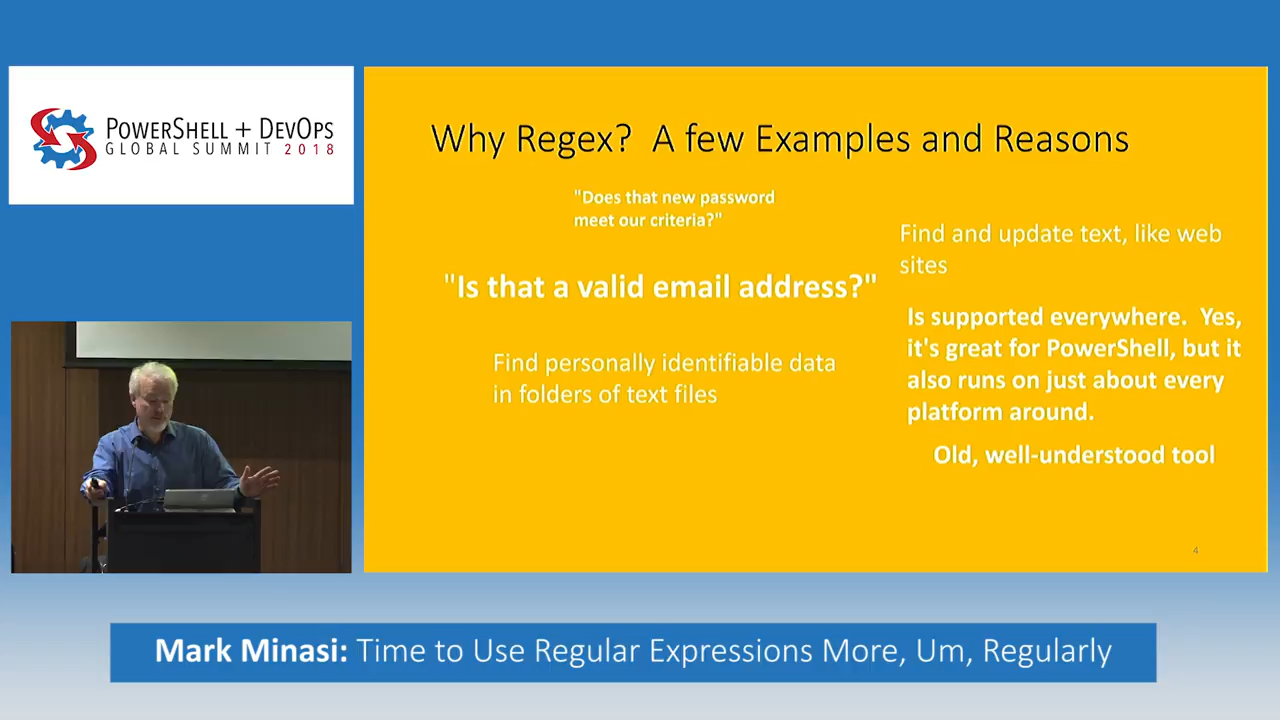 POWERSHELL + DEVOPS
GLOBAL SUMMIT 2018
Why Regex?  A few Examples and Reasons
"Does that new password
meet our criteria?"
"Is that a valid email address?"
Find personally identifiable data
in folders of text files
Find and update text, like web
sites
Is supported everywhere.  Yes,
it's great for PowerShell, but it
also runs on just about every
platform around.
Old, well-understood tool
4
Mark Minasi: Time to Use Regular Expressions More, Um, Regularly